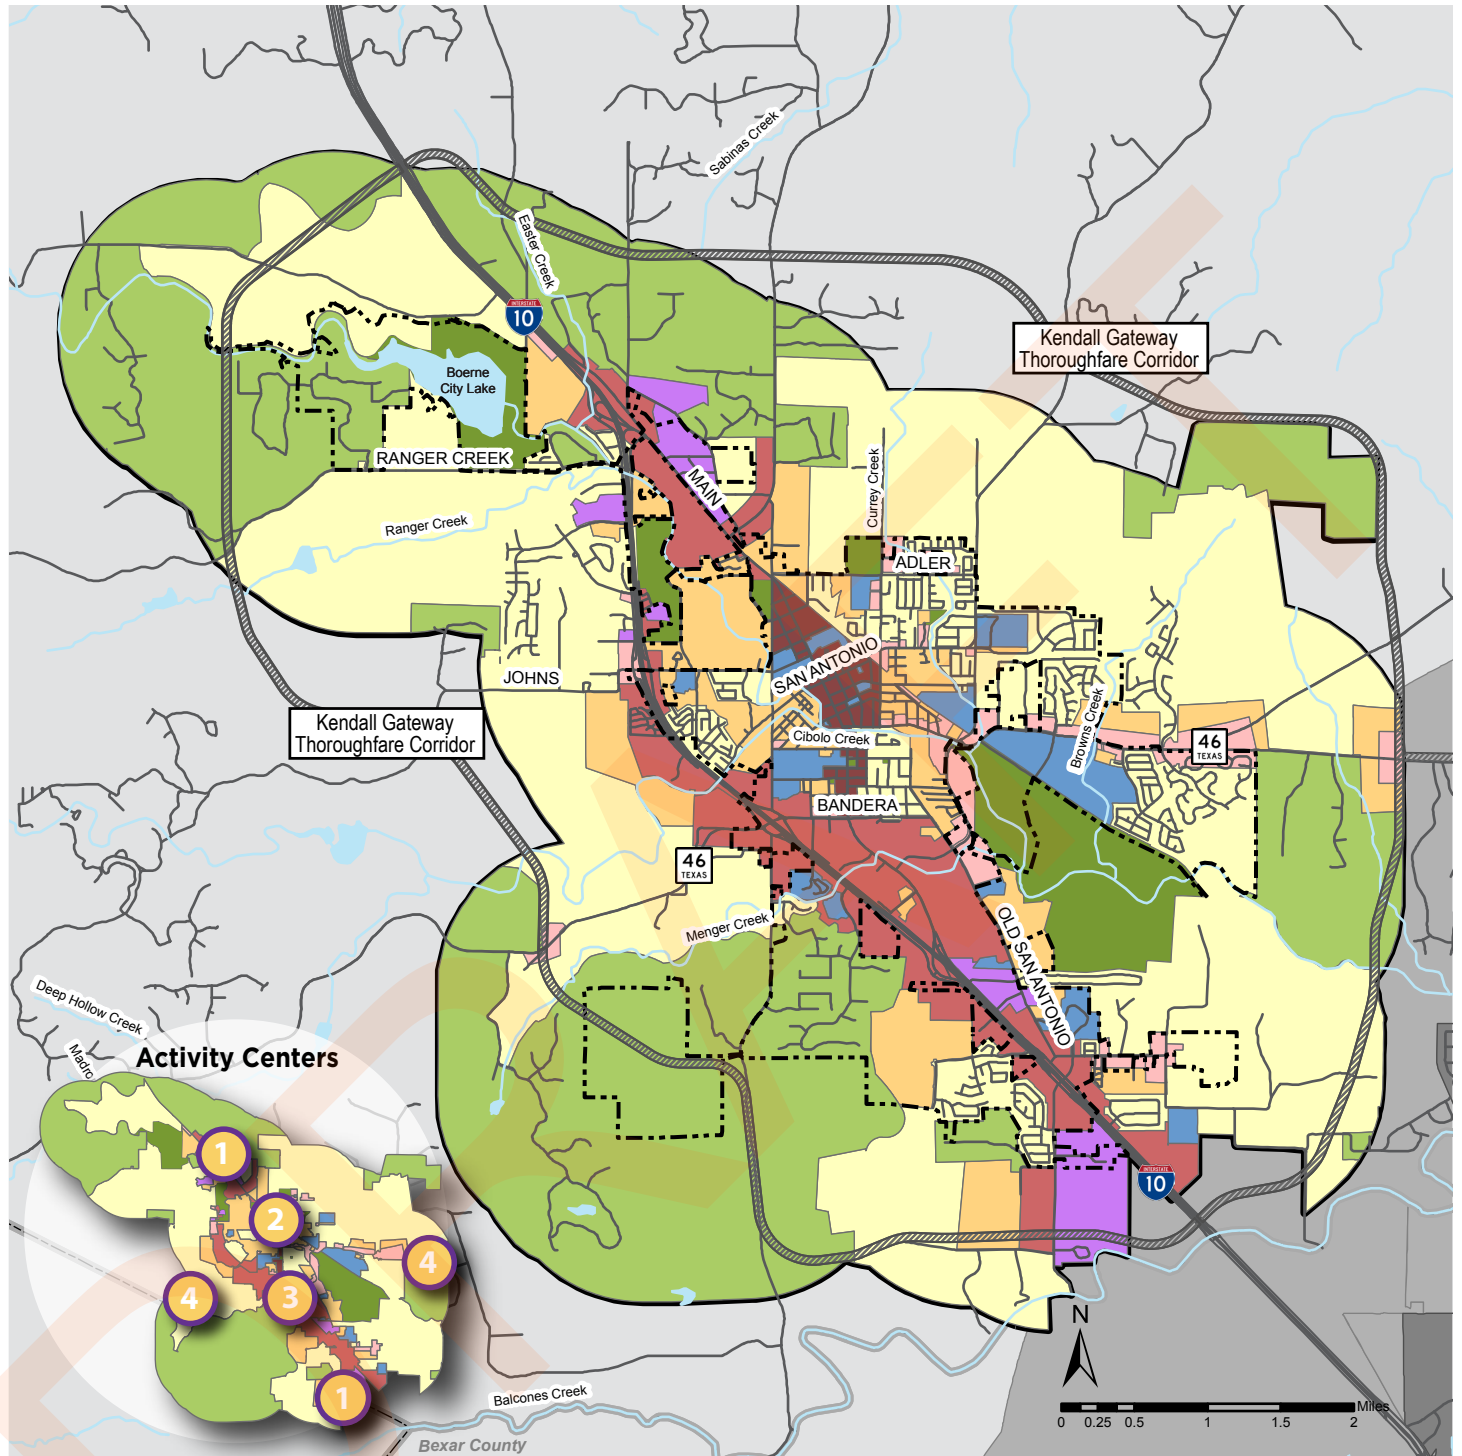 Sabinas Creek
Easter Creek
INTERSTATE
10
Kendall Gateway
Thoroughfare Corridor
Boerne
City Lake
RANGER CREEK
MAIN
Currey Creek
Ranger Creek
ADLER
JOHNS
SAN ANTONIO
Kendall Gateway
Thoroughfare Corridor
Cibolo Creek
Browns Creek
46
TEXAS
BANDERA
46
TEXAS
Menger Creek
OLD SAN ANTONIO
Deep Hollow Creek
Madro
Activity Centers
1
2
4
4
3
1
INTERSTATE
10
N
Miles
0 0.25 0.5 1 1.5 2
Balcones Creek
Bexar County